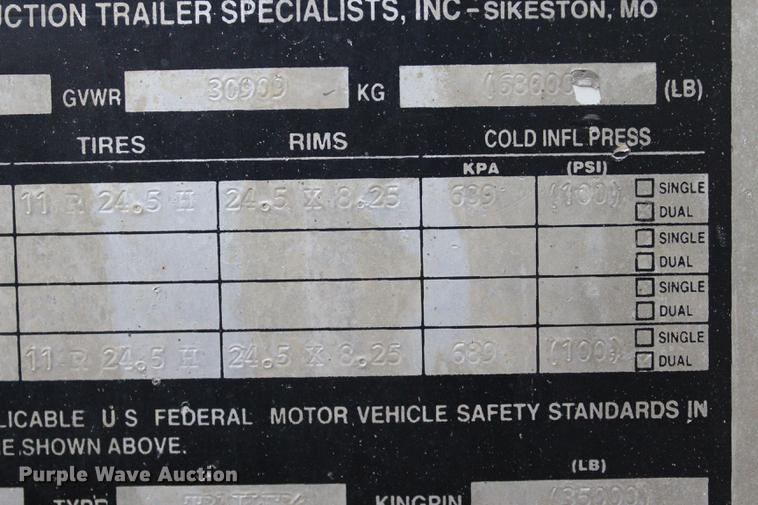 UCTION TRAILER SPECIALISTS, INC - SIKESTON, MO
GVWR 30909 KG (68000) (LB)
TIRES RIMS COLD INFL PRESS
KPA (PSI)
11 R 24.5 H 24.5 X 8.25 689 (100) SINGLE
DUAL
SINGLE
DUAL
SINGLE
DUAL
SINGLE
11 R 24.5 H 24.5 X 8.25 689 (100) DUAL
LICABLE U S FEDERAL MOTOR VEHICLE SAFETY STANDARDS IN
E SHOWN ABOVE.
Purple Wave Auction
(LB)
TYPE TRAILER KINGPIN (35000)